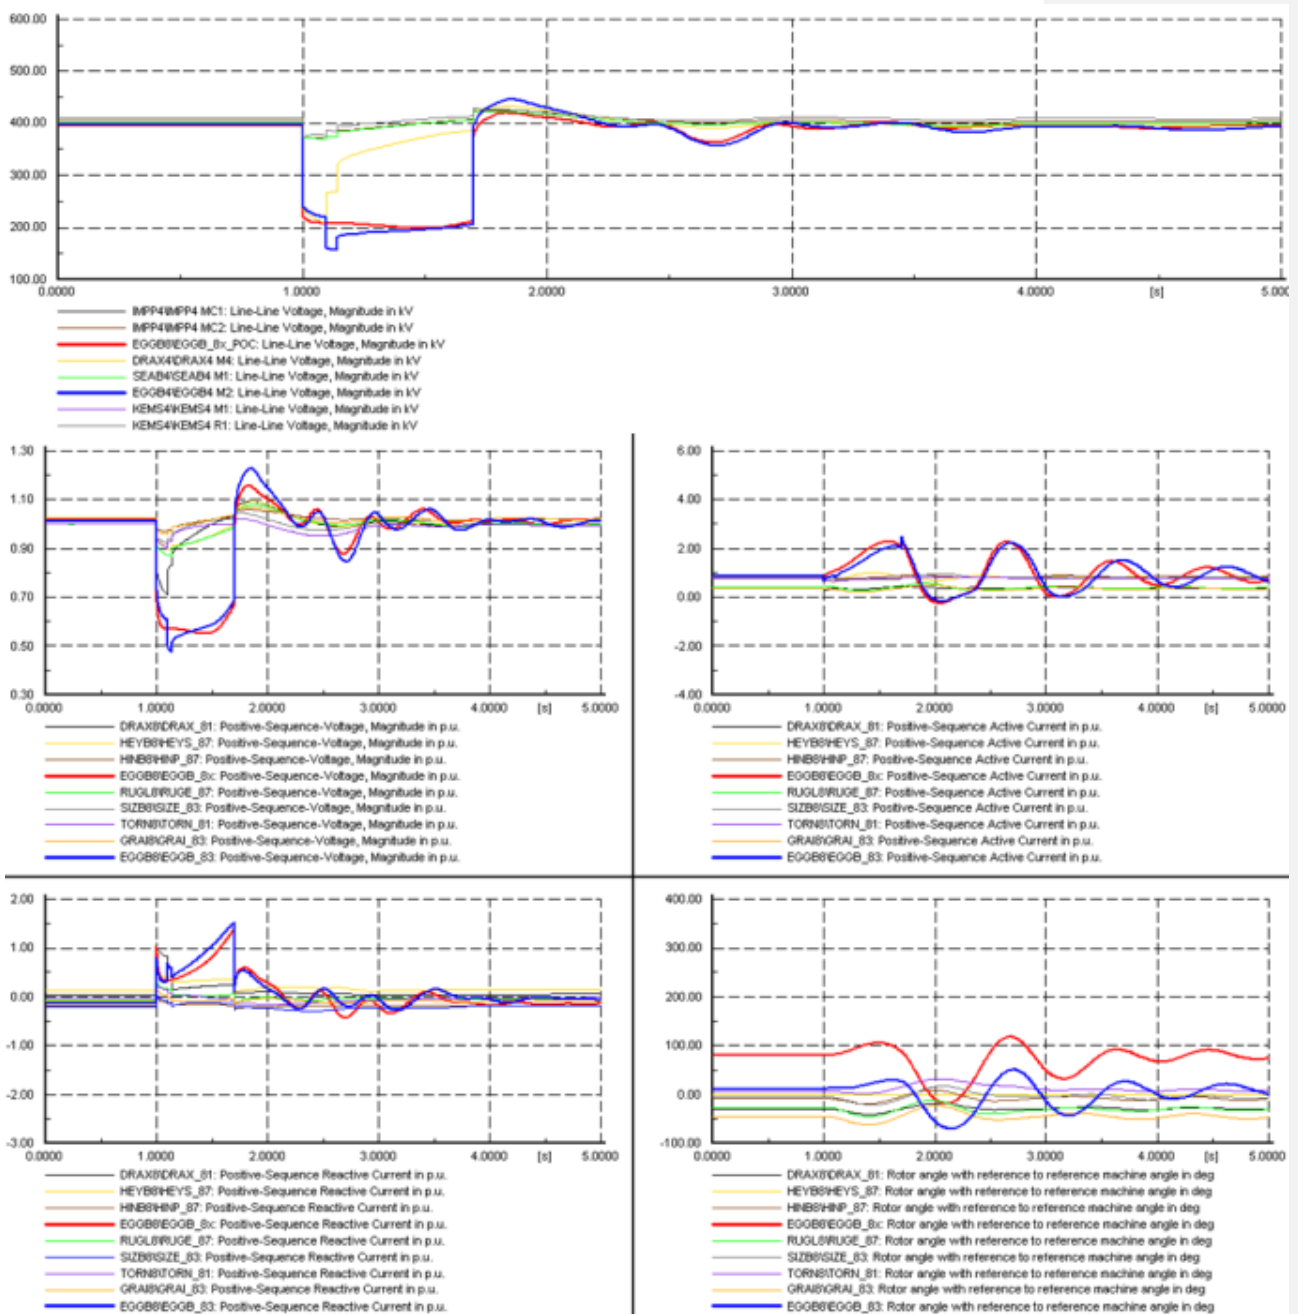 600.00
500.00
400.00
300.00
200.00
100.00
0.0000 1.0000 2.0000 3.0000 4.0000 [s] 5.000
IMPP4\IMPP4 MC1: Line-Line Voltage, Magnitude in kV
IMPP4\IMPP4 MC2: Line-Line Voltage, Magnitude in kV
EGGB8\EGGB_8x_POC: Line-Line Voltage, Magnitude in kV
DRAX4\DRAX4 M4: Line-Line Voltage, Magnitude in kV
SEAB4\SEAB4 M1: Line-Line Voltage, Magnitude in kV
EGGB4\EGGB4 M2: Line-Line Voltage, Magnitude in kV
KEMS4\KEMS4 M1: Line-Line Voltage, Magnitude in kV
KEMS4\KEMS4 R1: Line-Line Voltage, Magnitude in kV
1.30
1.10
0.90
0.70
0.50
0.30
0.0000 1.0000 2.0000 3.0000 4.0000 [s] 5.0000
DRAX8\DRAX_81: Positive-Sequence-Voltage, Magnitude in p.u.
HEYB8\HEYS_87: Positive-Sequence-Voltage, Magnitude in p.u.
HINB8\HINP_87: Positive-Sequence-Voltage, Magnitude in p.u.
EGGB8\EGGB_8x: Positive-Sequence-Voltage, Magnitude in p.u.
RUGL8\RUGE_87: Positive-Sequence-Voltage, Magnitude in p.u.
SIZB8\SIZE_83: Positive-Sequence-Voltage, Magnitude in p.u.
TORN8\TORN_81: Positive-Sequence-Voltage, Magnitude in p.u.
GRAI8\GRAI_83: Positive-Sequence-Voltage, Magnitude in p.u.
EGGB8\EGGB_83: Positive-Sequence-Voltage, Magnitude in p.u.
6.00
4.00
2.00
0.00
-2.00
-4.00
0.0000 1.0000 2.0000 3.0000 4.0000 [s] 5.0000
DRAX8\DRAX_81: Positive-Sequence Active Current in p.u.
HEYB8\HEYS_87: Positive-Sequence Active Current in p.u.
HINB8\HINP_87: Positive-Sequence Active Current in p.u.
EGGB8\EGGB_8x: Positive-Sequence Active Current in p.u.
RUGL8\RUGE_87: Positive-Sequence Active Current in p.u.
SIZB8\SIZE_83: Positive-Sequence Active Current in p.u.
TORN8\TORN_81: Positive-Sequence Active Current in p.u.
GRAI8\GRAI_83: Positive-Sequence Active Current in p.u.
EGGB8\EGGB_83: Positive-Sequence Active Current in p.u.
2.00
1.00
0.00
-1.00
-2.00
-3.00
0.0000 1.0000 2.0000 3.0000 4.0000 [s] 5.0000
DRAX8\DRAX_81: Positive-Sequence Reactive Current in p.u.
HEYB8\HEYS_87: Positive-Sequence Reactive Current in p.u.
HINB8\HINP_87: Positive-Sequence Reactive Current in p.u.
EGGB8\EGGB_8x: Positive-Sequence Reactive Current in p.u.
RUGL8\RUGE_87: Positive-Sequence Reactive Current in p.u.
SIZB8\SIZE_83: Positive-Sequence Reactive Current in p.u.
TORN8\TORN_81: Positive-Sequence Reactive Current in p.u.
GRAI8\GRAI_83: Positive-Sequence Reactive Current in p.u.
EGGB8\EGGB_83: Positive-Sequence Reactive Current in p.u.
400.00
300.00
200.00
100.00
0.00
-100.00
0.0000 1.0000 2.0000 3.0000 4.0000 [s] 5.0000
DRAX8\DRAX_81: Rotor angle with reference to reference machine angle in deg
HEYB8\HEYS_87: Rotor angle with reference to reference machine angle in deg
HINB8\HINP_87: Rotor angle with reference to reference machine angle in deg
EGGB8\EGGB_8x: Rotor angle with reference to reference machine angle in deg
RUGL8\RUGE_87: Rotor angle with reference to reference machine angle in deg
SIZB8\SIZE_83: Rotor angle with reference to reference machine angle in deg
TORN8\TORN_81: Rotor angle with reference to reference machine angle in deg
GRAI8\GRAI_83: Rotor angle with reference to reference machine angle in deg
EGGB8\EGGB_83: Rotor angle with reference to reference machine angle in deg